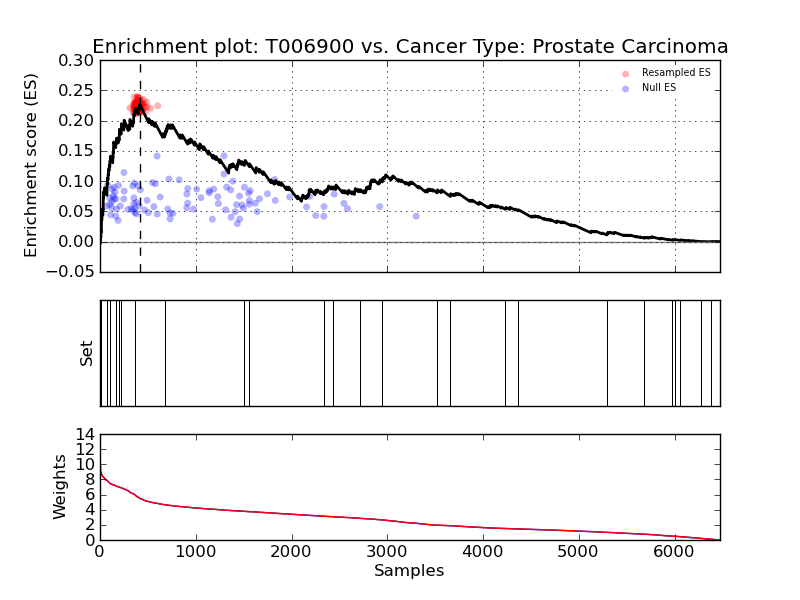 Enrichment plot: T006900 vs. Cancer Type: Prostate Carcinoma
0.30
0.25
0.20
0.15
0.10
0.05
0.00
−0.05
Enrichment score (ES)
Resampled ES
Null ES
Set
14
12
10
8
6
4
2
0
Weights
0 1000 2000 3000 4000 5000 6000
Samples